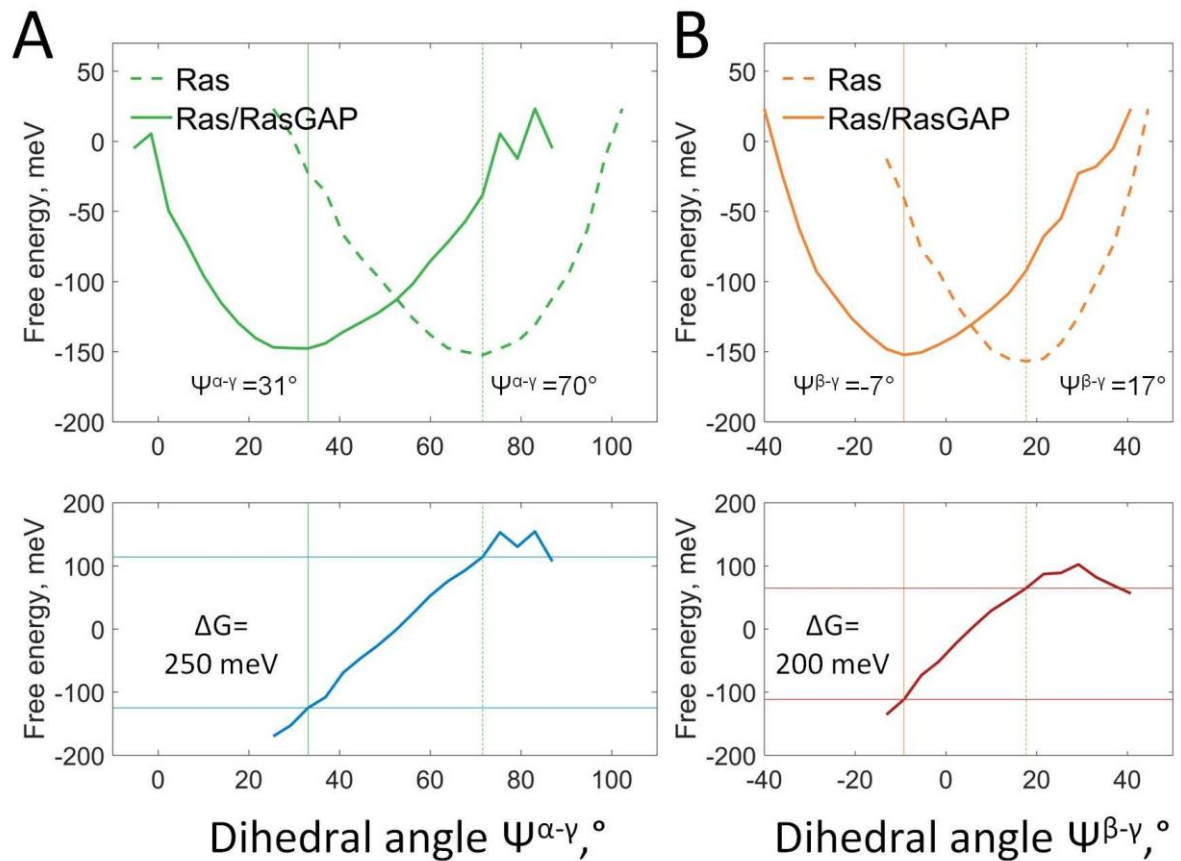 A
B
Ras
Ras/RasGAP
Ras
Ras/RasGAP
Free energy, meV
50
0
-50
-100
-150
-200
Ψα-γ =31°
Ψα-γ =70°
0
20
40
60
80
100
Free energy, meV
50
0
-50
-100
-150
-200
Ψβ-γ =-7°
Ψβ-γ =17°
-40
-20
0
20
40
Free energy, meV
200
100
0
-100
-200
ΔG=
250 meV
0
20
40
60
80
100
Dihedral angle Ψα-γ,°
Free energy, meV
200
100
0
-100
-200
ΔG=
200 meV
-40
-20
0
20
40
Dihedral angle Ψβ-γ,°